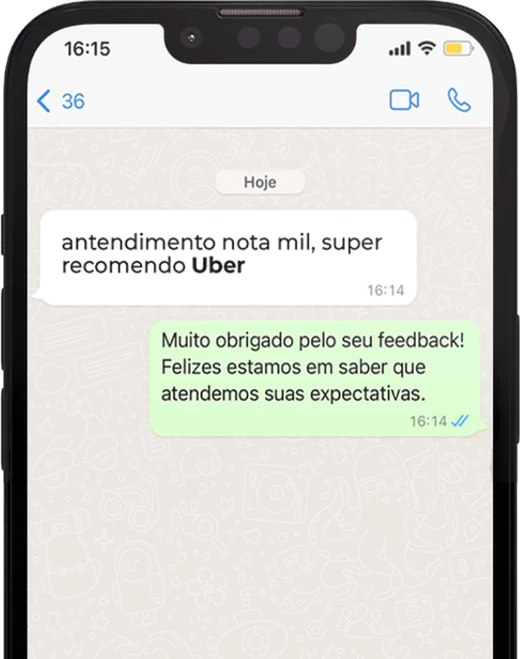 16:15
36
Hoje
antendimento nota mil, super
recomendo Uber
16:14
Muito obrigado pelo seu feedback!
Felizes estamos em saber que
atendemos suas expectativas.
16:14